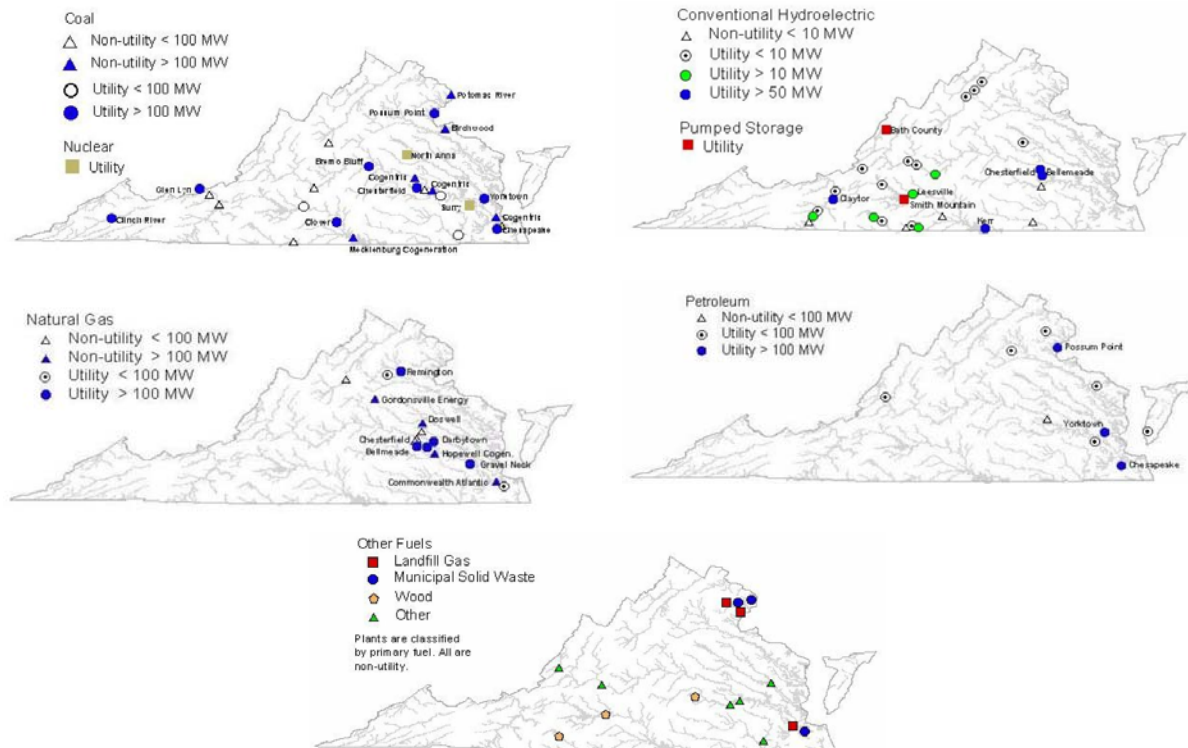 Coal
Non-utility < 100 MW
Non-utility > 100 MW
Utility < 100 MW
Utility > 100 MW
Nuclear
Utility
Potomac River
Possum Point
Birchwood
North Anna
Bremo Bluff
Cogentrix
Cogentrix
Chesterfield
Glen Lyn
Yorktown
Surry
Clinch River
Clover
Cogentrix
Chesapeake
Mecklenburg Cogeneration
Conventional Hydroelectric
Non-utility < 10 MW
Utility < 10 MW
Utility > 10 MW
Utility > 50 MW
Pumped Storage
Utility
Bath County
Chesterfield
Bellemeade
Leesville
Claytor
Smith Mountain
Kerr
Natural Gas
Non-utility < 100 MW
Non-utility > 100 MW
Utility < 100 MW
Utility > 100 MW
Remington
Gordonsville Energy
Doswell
Chesterfield
Darbytown
Bellmeade
Hopewell Cogen.
Gravel Neck
Commonwealth Atlantic
Petroleum
Non-utility < 100 MW
Utility < 100 MW
Utility > 100 MW
Possum Point
Yorktown
Chesapeake
Other Fuels
Landfill Gas
Municipal Solid Waste
Wood
Other
Plants are classified
by primary fuel. All are
non-utility.